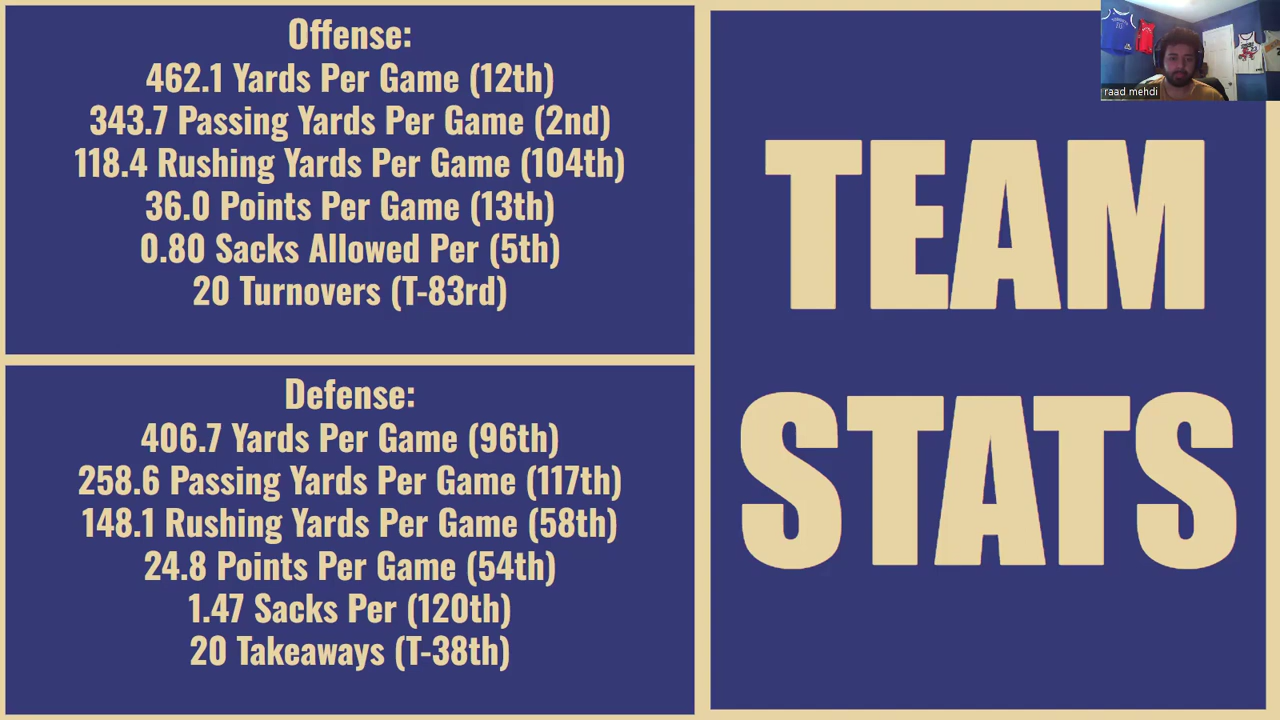 Offense:
462.1 Yards Per Game (12th)
343.7 Passing Yards Per Game (2nd)
118.4 Rushing Yards Per Game (104th)
36.0 Points Per Game (13th)
0.80 Sacks Allowed Per (5th)
20 Turnovers (T-83rd)
Defense:
406.7 Yards Per Game (96th)
258.6 Passing Yards Per Game (117th)
148.1 Rushing Yards Per Game (58th)
24.8 Points Per Game (54th)
1.47 Sacks Per (120th)
20 Takeaways (T-38th)
TEAM
STATS
raad mehdi